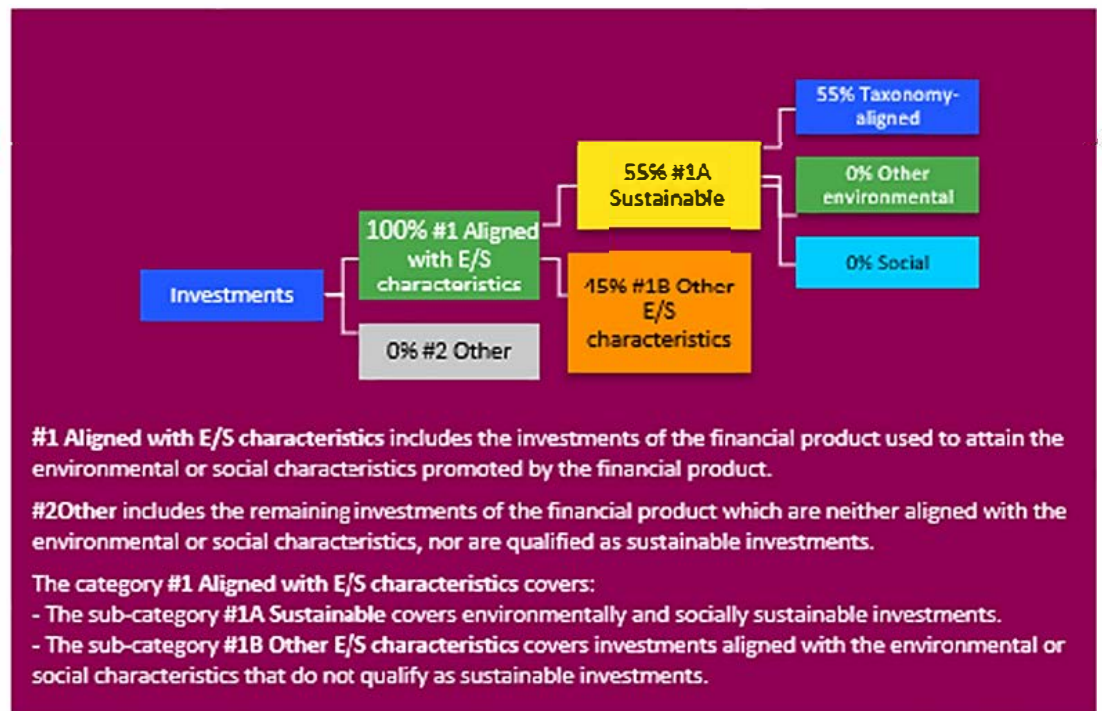 55% Taxonomy-
aligned
55% #1A
Sustainable
0% Other
environmental
100% #1 Aligned
with E/S
characteristics
0% Social
Investments
45% #1B Other
E/S
characteristics
0% #2 Other
#1 Aligned with E/S characteristics includes the investments of the financial product used to attain the
environmental or social characteristics promoted by the financial product.
#2Other includes the remaining investments of the financial product which are neither aligned with the
environmental or social characteristics, nor are qualified as sustainable investments.
The category #1 Aligned with E/S characteristics covers:
- The sub-category #1A Sustainable covers environmentally and socially sustainable investments.
- The sub-category #1B Other E/S characteristics covers investments aligned with the environmental or
social characteristics that do not qualify as sustainable investments.